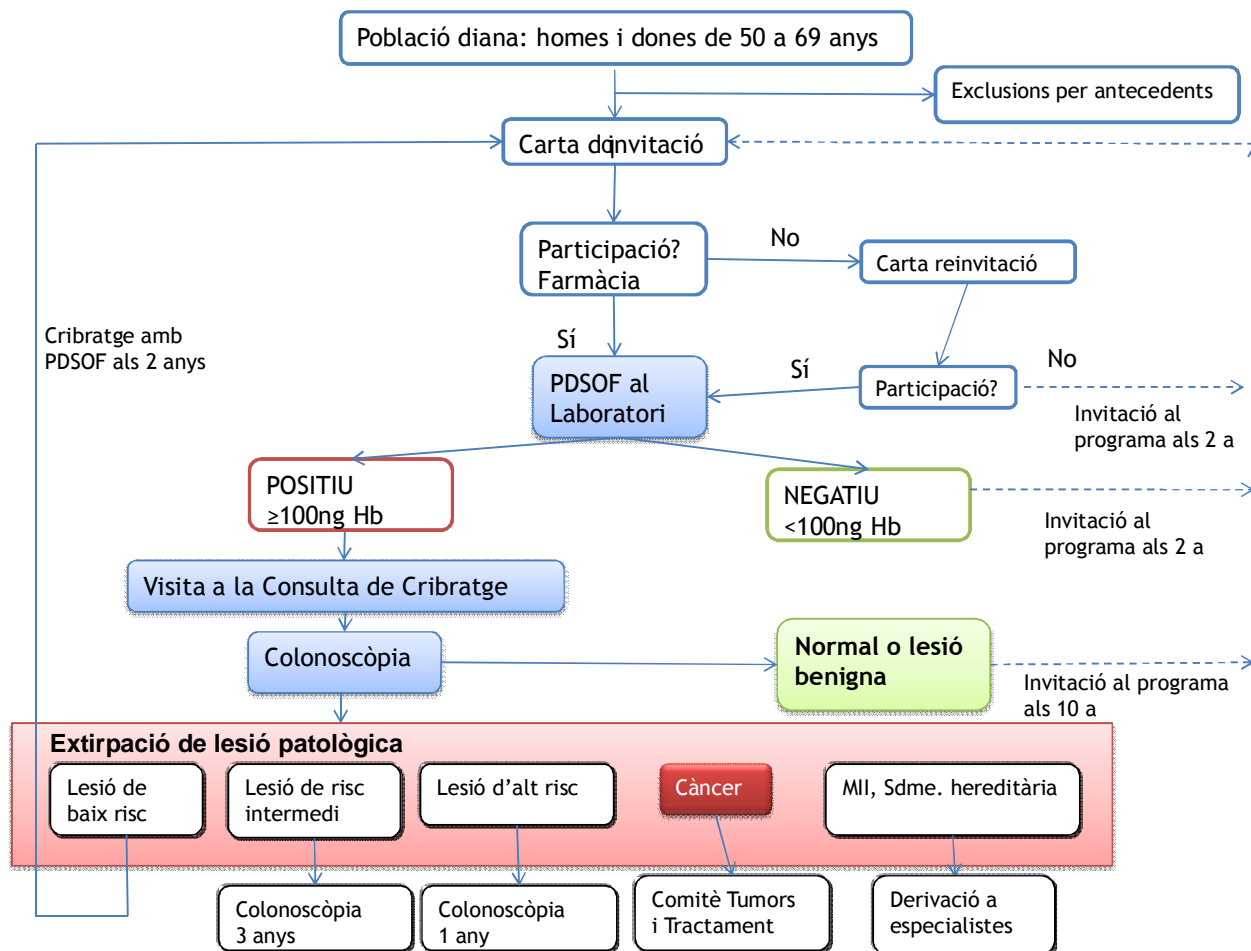 Població diana: homes i dones de 50 a 69 anys
Exclusions per antecedents
Carta dqnvitació
Participació?
Farmàcia
No
Carta reinvitació
Cribratge amb
PDSOF als 2 anys
Sí
PDSOF al
Laboratori
Sí
Participació?
No
Invitació al
programa als 2 a
POSITIU
≥100ng Hb
NEGATIU
<100ng Hb
Invitació al
programa als 2 a
Visita a la Consulta de Cribratge
Colonoscòpia
Normal o lesió
benigna
Invitació al programa
als 10 a
Extirpació de lesió patològica
Lesió de
baix risc
Lesió de risc
intermedi
Lesió d’alt risc
Càncer
MII, Sdme. hereditària
Colonoscòpia
3 anys
Colonoscòpia
1 any
Comitè Tumors
i Tractament
Derivació a
especialistes